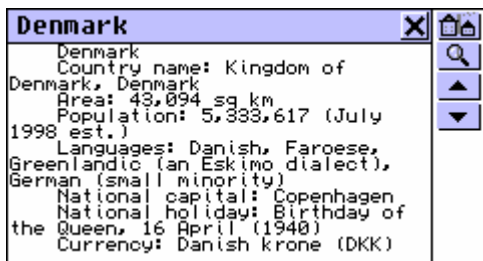 Denmark
Denmark
Country name: Kingdom of
Denmark, Denmark
Area: 43,094 sq km
Population: 5,333,617 (July
1998 est.)
Languages: Danish, Faroese,
Greenlandic (an Eskimo dialect),
German (small minority)
National capital: Copenhagen
National holiday: Birthday of
the Queen, 16 April (1940)
Currency: Danish krone (DKK)